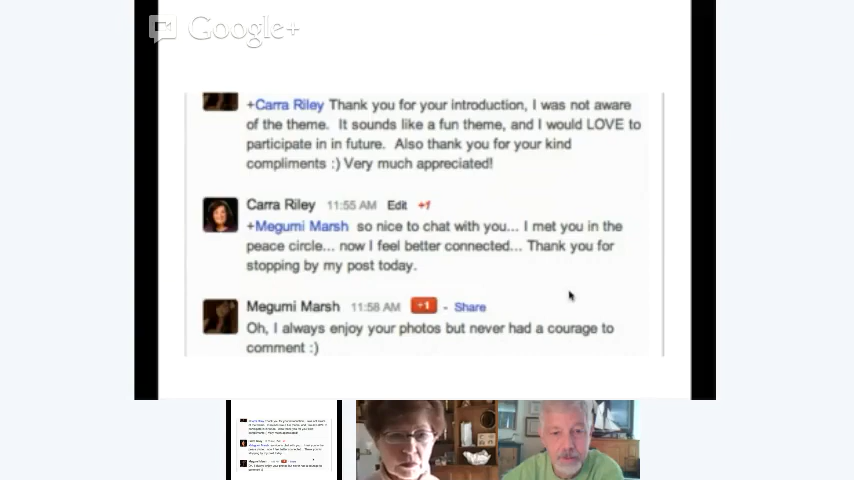 Google+
+Carra Riley Thank you for your introduction, I was not aware
of the theme. It sounds like a fun theme, and I would LOVE to
participate in in future. Also thank you for your kind
compliments :) Very much appreciated!
Carra Riley 11:55 AM Edit +1
+Megumi Marsh so nice to chat with you... I met you in the
peace circle... now I feel better connected... Thank you for
stopping by my post today.
Megumi Marsh 11:58 AM +1 - Share
Oh, I always enjoy your photos but never had a courage to
comment :)